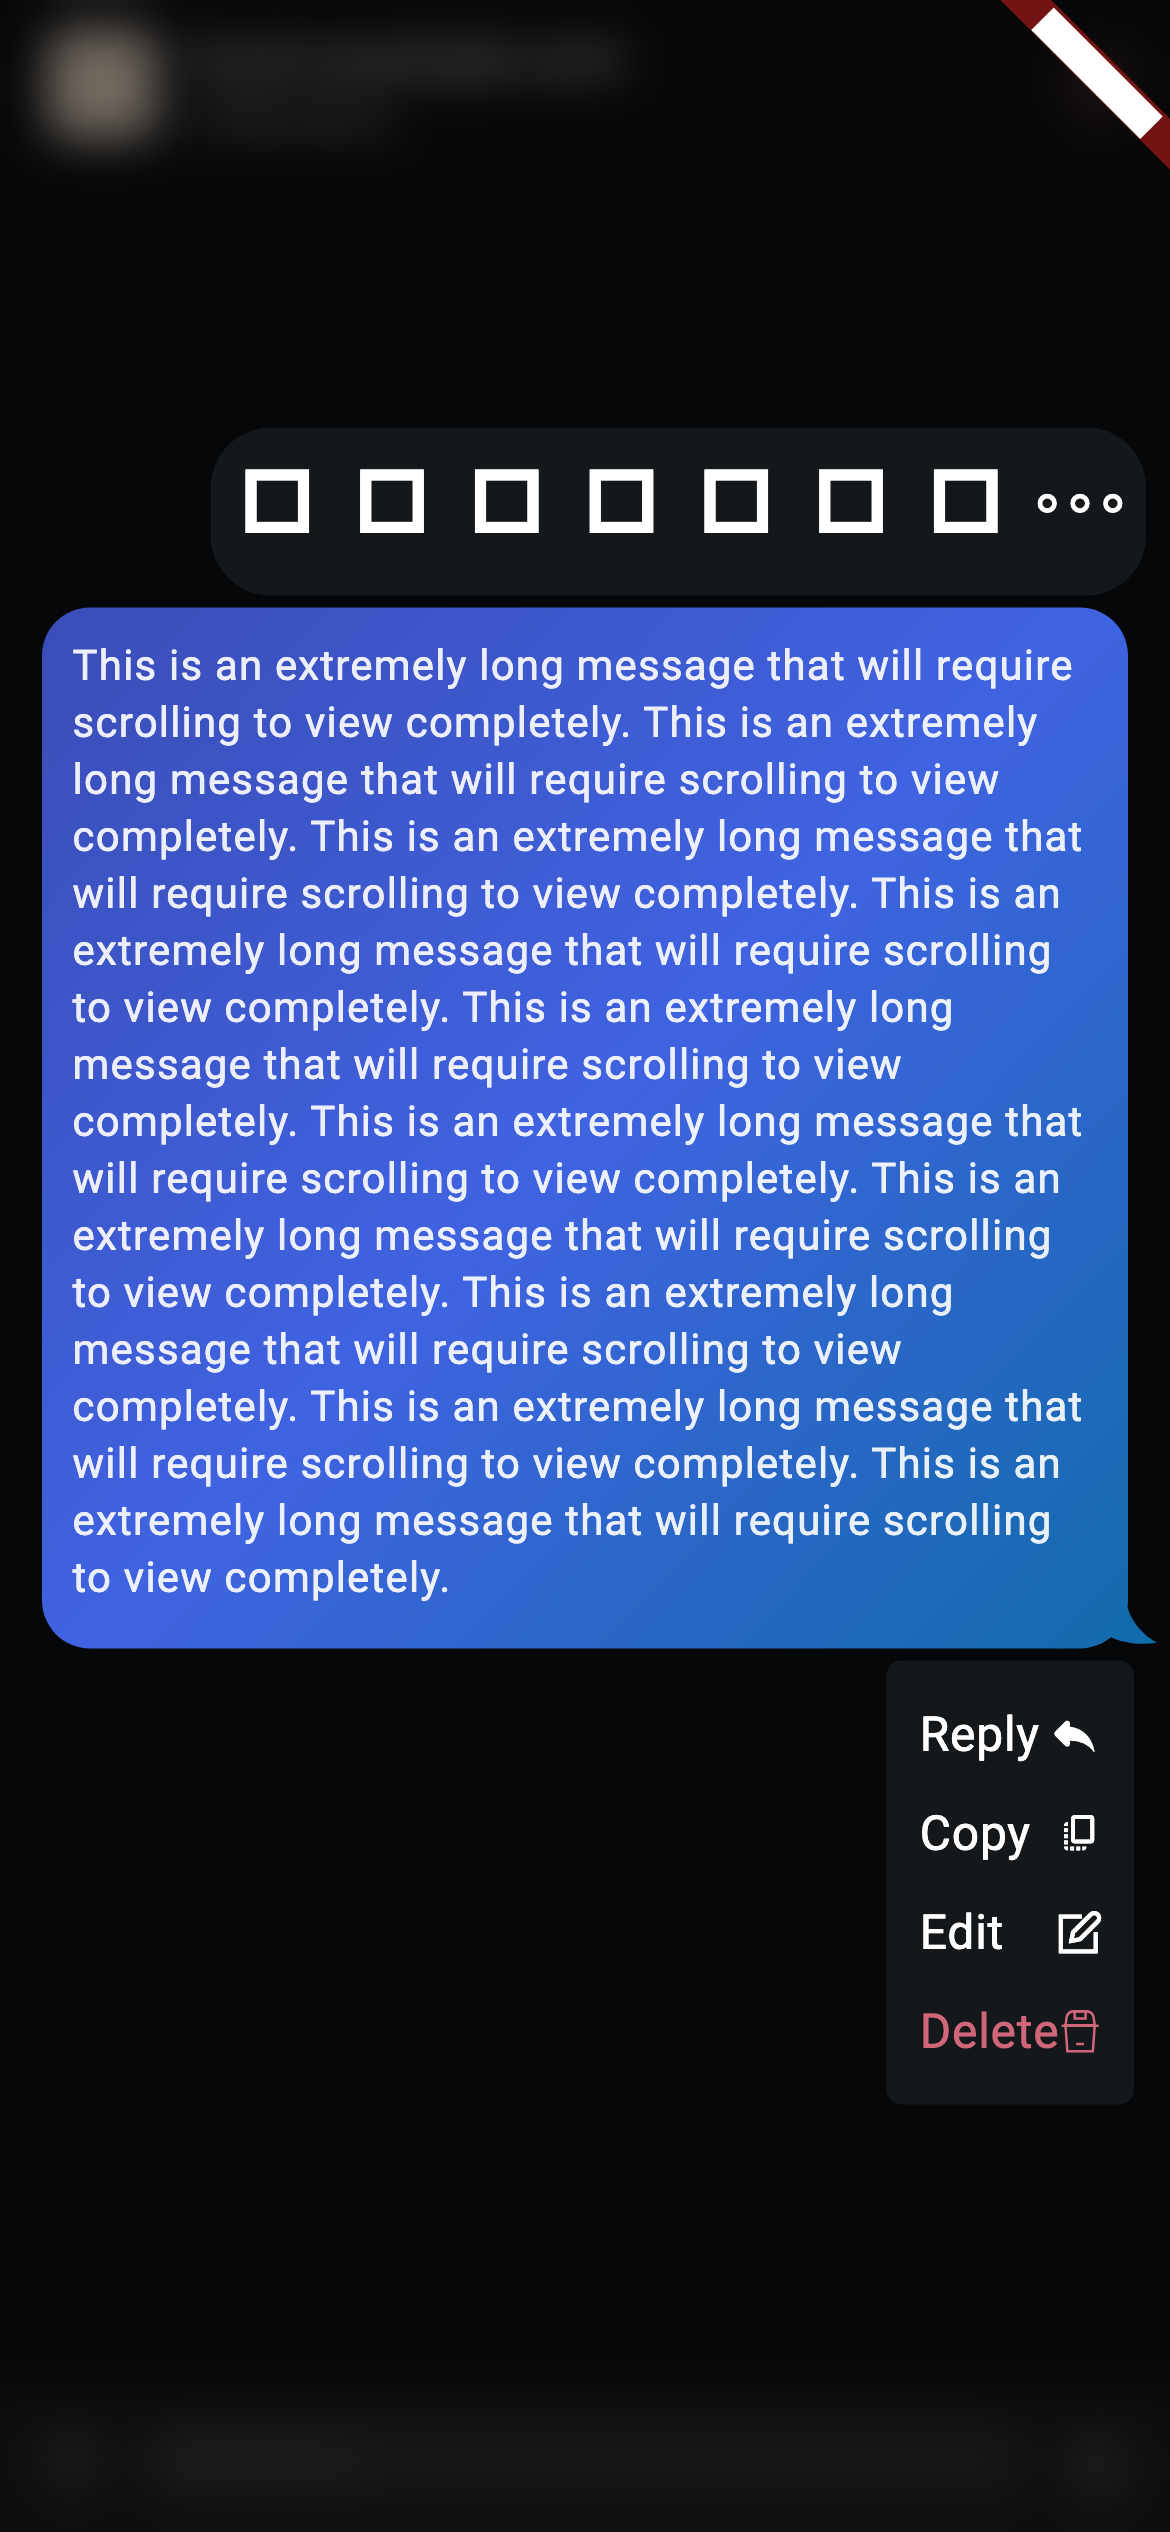 This is an extremely long message that will require
scrolling to view completely. This is an extremely
long message that will require scrolling to view
completely. This is an extremely long message that
will require scrolling to view completely. This is an
extremely long message that will require scrolling
to view completely. This is an extremely long
message that will require scrolling to view
completely. This is an extremely long message that
will require scrolling to view completely. This is an
extremely long message that will require scrolling
to view completely. This is an extremely long
message that will require scrolling to view
completely. This is an extremely long message that
will require scrolling to view completely. This is an
extremely long message that will require scrolling
to view completely.
Reply
Copy
Edit
Delete